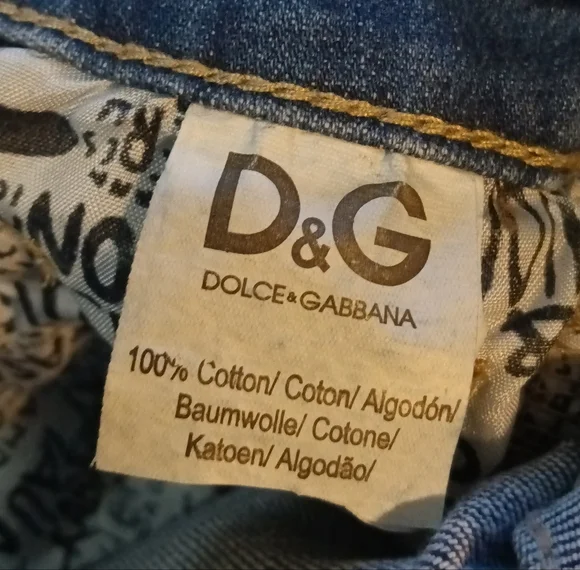 D&G
DOLCE&GABBANA
100% Cotton/ Coton/ Algodón/
Baumwolle/ Cotone/
Katoen/ Algodão/